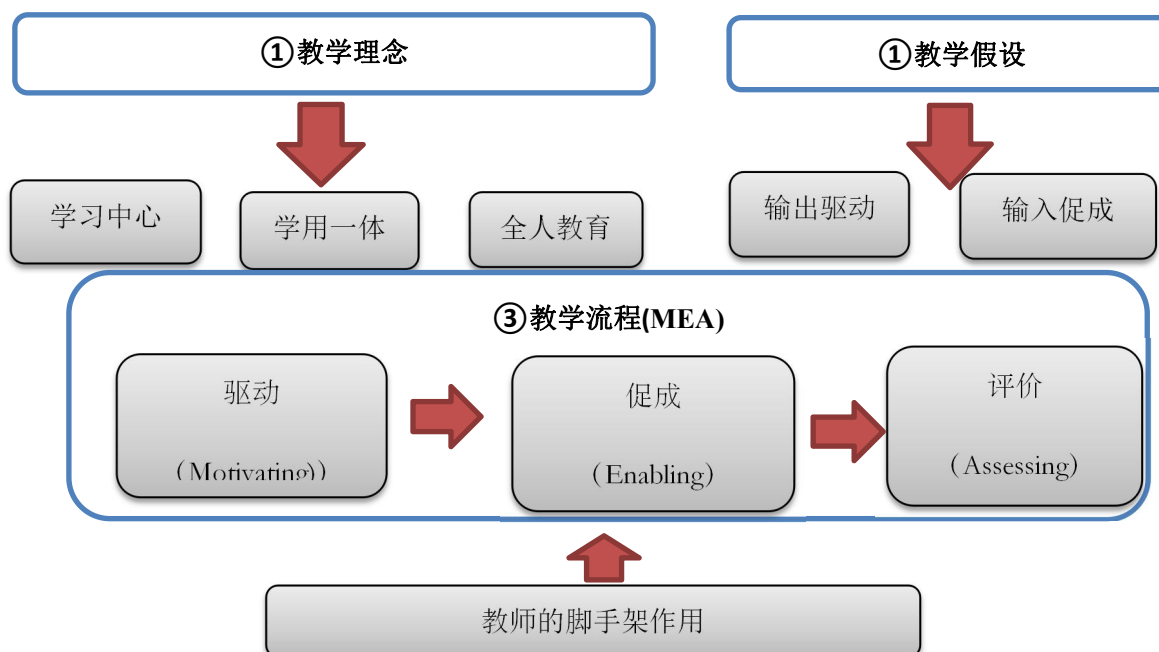 ①教学理念
①教学假设
学习中心
学用一体
全人教育
输出驱动
输入促成
③教学流程(MEA)
驱动
（Motivating)）
促成
（Enabling)
评价
（Assessing)
教师的脚手架作用